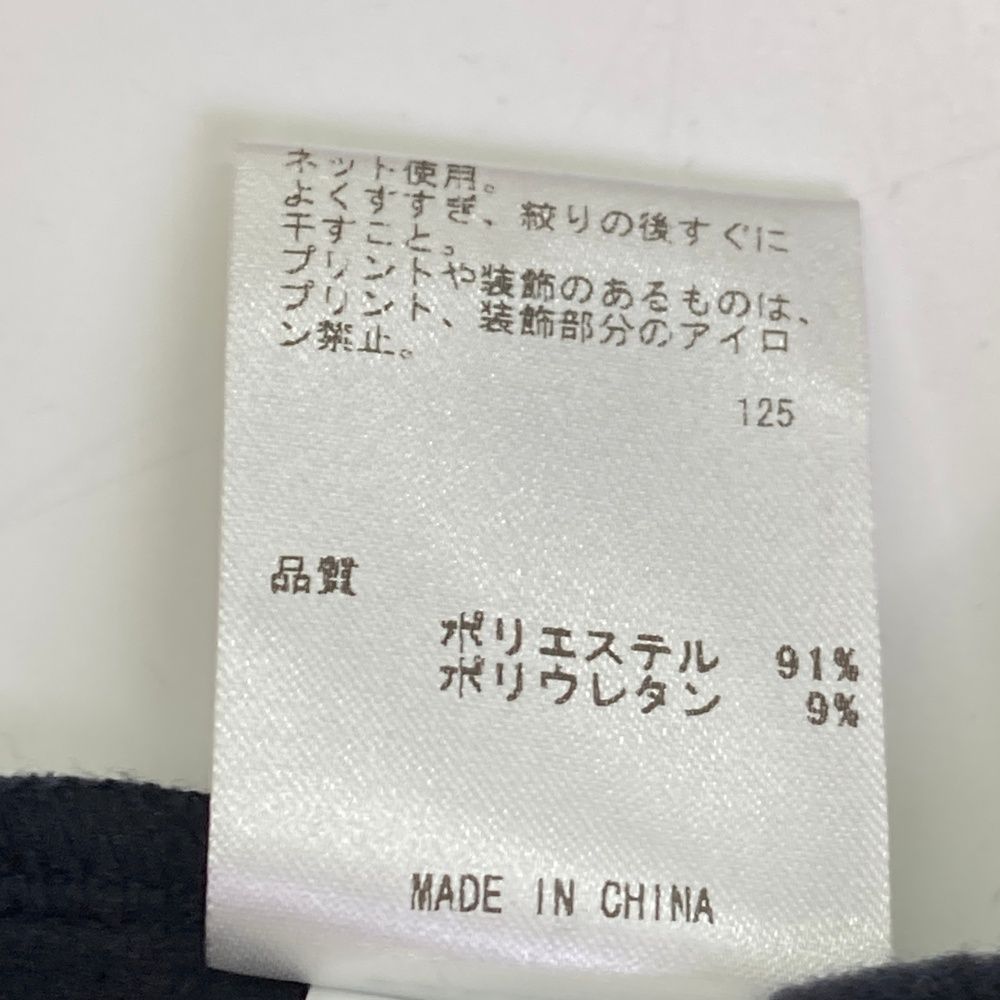 ネット使用。
よくすすぎ、絞りの後すぐに
干すこと。
プリントや装飾のあるものは、
プリント、装飾部分のアイロ
ン禁止。
125
品質
ポリエステル 91%
ポリウレタン 9%
MADE IN CHINA